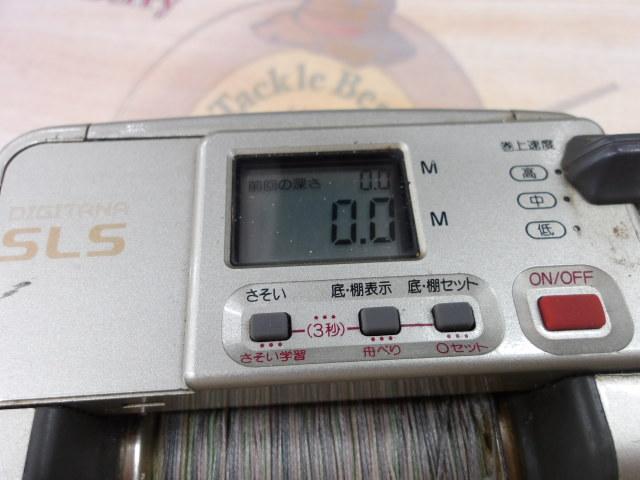 Tackle Ber
DIGITANA
SLS
前回の深さ 0.0 M
0.0 M
巻上速度
高
中
低
さそい 底・棚表示 底・棚セット
(3秒)
さそい学習 舟べり 0セット
ON/OFF